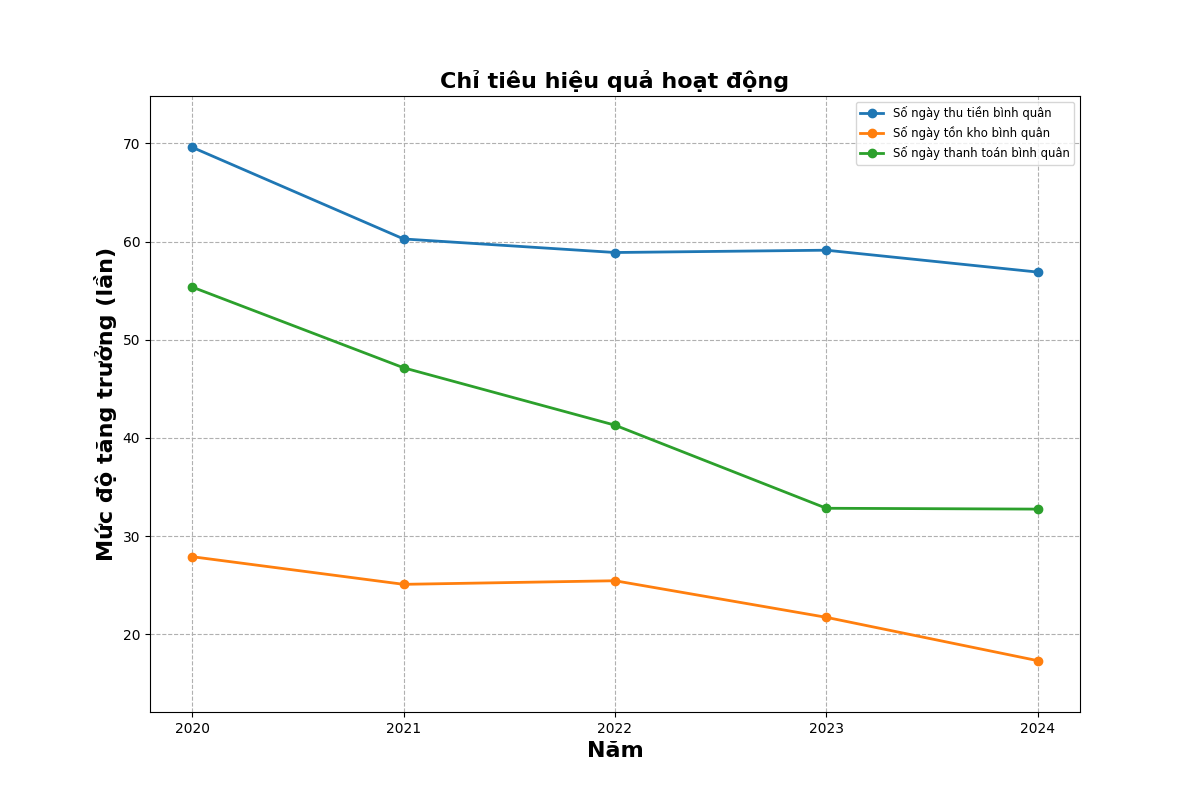 Chỉ tiêu hiệu quả hoạt động
Số ngày thu tiền bình quân
Số ngày tồn kho bình quân
Số ngày thanh toán bình quân
Mức độ tăng trưởng (lần)
70
60
50
40
30
20
2020
2021
2022
2023
2024
Năm